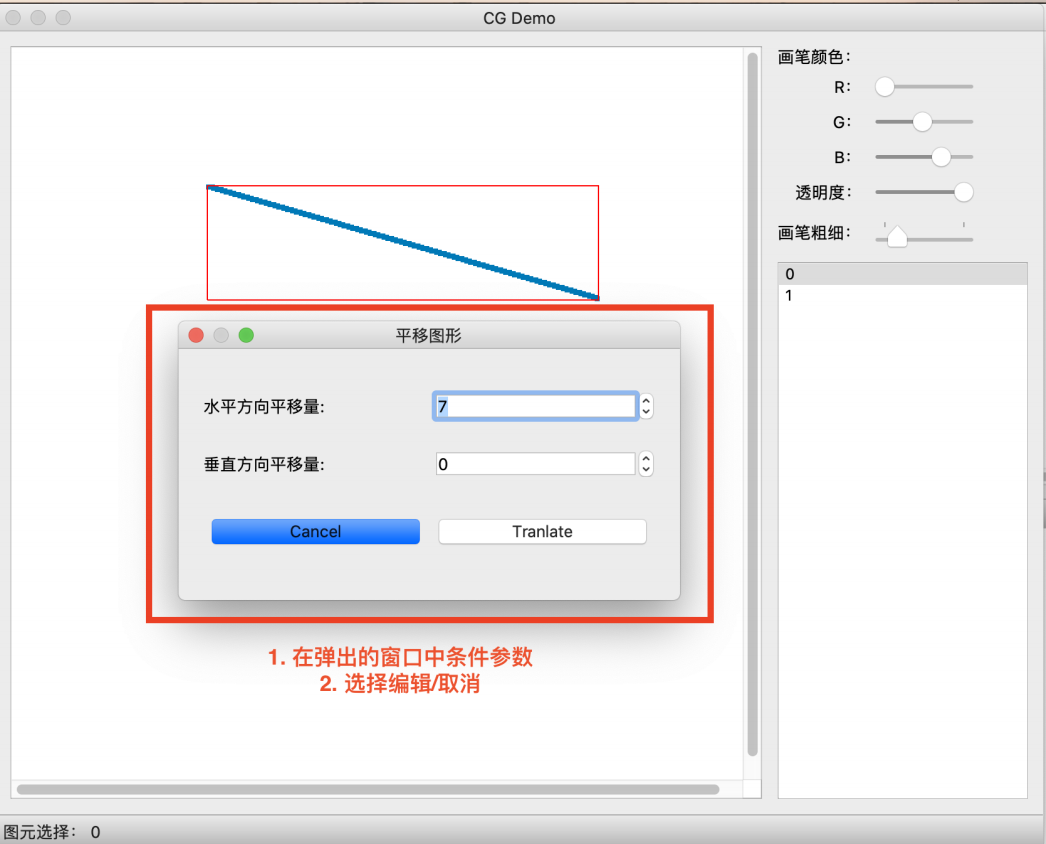 CG Demo
画笔颜色：
R：
G：
B：
透明度：
画笔粗细：
0
1
平移图形
水平方向平移量:
7
垂直方向平移量:
0
Cancel
Tranlate
1. 在弹出的窗口中条件参数
2. 选择编辑/取消
图元选择： 0